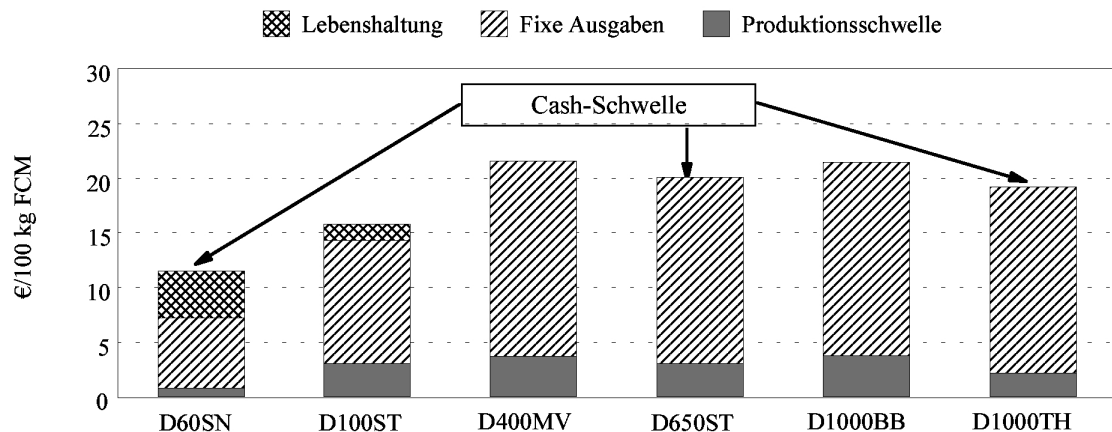 Lebenshaltung Fixe Ausgaben Produktionsschwelle
Cash-Schwelle
€/100 kg FCM
30
25
20
15
10
5
0
D60SN D100ST D400MV D650ST D1000BB D1000TH